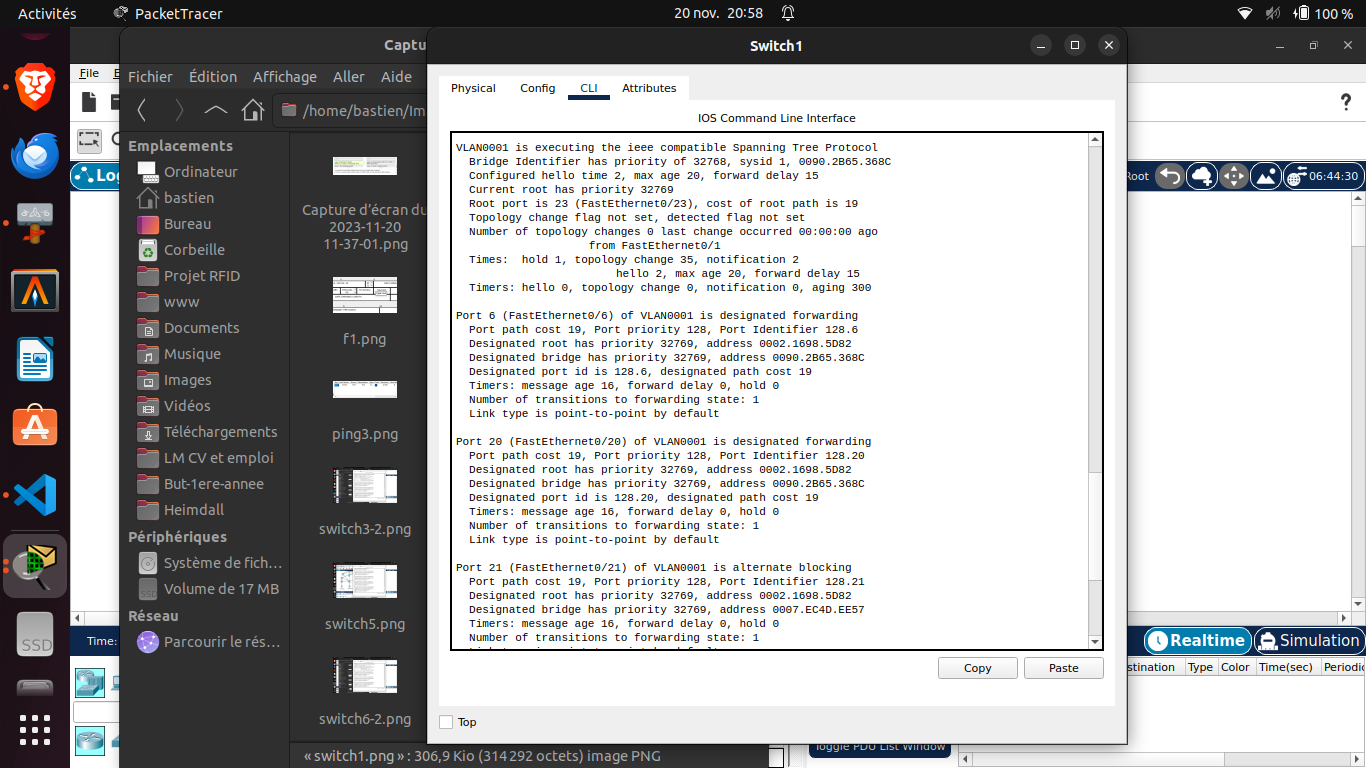 Activités
PacketTracer
20 nov. 20:58
100 %
Captu
Switch1
File
Fichier
Édition
Affichage
Aller
Aide
/home/bastien/Im
Emplacements
Ordinateur
bastien
Bureau
Corbeille
Projet RFID
www
Documents
Musique
Images
Vidéos
Téléchargements
LM CV et emploi
But-1ere-annee
Heimdall
Périphériques
Système de fich…
Volume de 17 MB
Réseau
Parcourir le rés…
Capture d’écran du
2023-11-20
11-37-01.png
f1.png
ping3.png
switch3-2.png
switch5.png
switch6-2.png
« switch1.png » : 306,9 Kio (314 292 octets) image PNG
Physical
Config
CLI
Attributes
IOS Command Line Interface
VLAN0001 is executing the ieee compatible Spanning Tree Protocol
Bridge Identifier has priority of 32768, sysid 1, 0090.2B65.368C
Configured hello time 2, max age 20, forward delay 15
Current root has priority 32769
Root port is 23 (FastEthernet0/23), cost of root path is 19
Topology change flag not set, detected flag not set
Number of topology changes 0 last change occurred 00:00:00 ago
from FastEthernet0/1
Times: hold 1, topology change 35, notification 2
hello 2, max age 20, forward delay 15
Timers: hello 0, topology change 0, notification 0, aging 300
Port 6 (FastEthernet0/6) of VLAN0001 is designated forwarding
Port path cost 19, Port priority 128, Port Identifier 128.6
Designated root has priority 32769, address 0002.1698.5D82
Designated bridge has priority 32769, address 0090.2B65.368C
Designated port id is 128.6, designated path cost 19
Timers: message age 16, forward delay 0, hold 0
Number of transitions to forwarding state: 1
Link type is point-to-point by default
Port 20 (FastEthernet0/20) of VLAN0001 is designated forwarding
Port path cost 19, Port priority 128, Port Identifier 128.20
Designated root has priority 32769, address 0002.1698.5D82
Designated bridge has priority 32769, address 0090.2B65.368C
Designated port id is 128.20, designated path cost 19
Timers: message age 16, forward delay 0, hold 0
Number of transitions to forwarding state: 1
Link type is point-to-point by default
Port 21 (FastEthernet0/21) of VLAN0001 is alternate blocking
Port path cost 19, Port priority 128, Port Identifier 128.21
Designated root has priority 32769, address 0002.1698.5D82
Designated bridge has priority 32769, address 0007.EC4D.EE57
Timers: message age 16, forward delay 0, hold 0
Number of transitions to forwarding state: 1
Copy
Paste
Top
Root
06:44:30
Time:
Realtime
Simulation
stination
Type
Color
Time(sec)
Periodic
Toggle PDU List Window
SSD